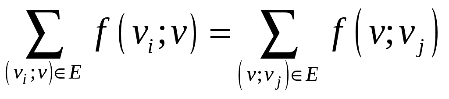 ∑_{(v_i;v)∈E} f(v_i;v) = ∑_{(v;v_j)∈E} f(v;v_j)